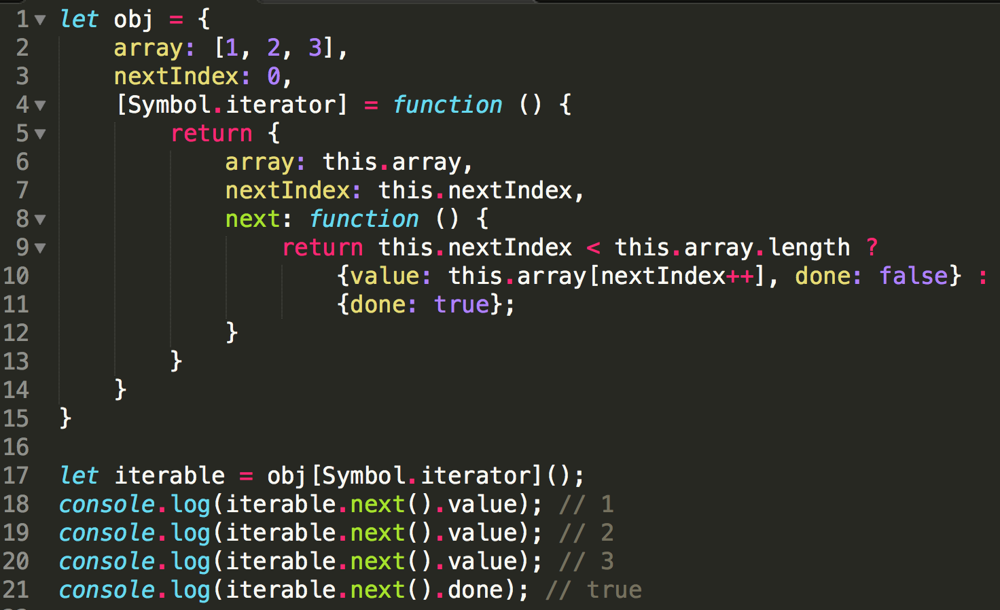 1 let obj = {
2 array: [1, 2, 3],
3 nextIndex: 0,
4 [Symbol.iterator] = function () {
5 return {
6 array: this.array,
7 nextIndex: this.nextIndex,
8 next: function () {
9 return this.nextIndex < this.array.length ?
10 {value: this.array[nextIndex++], done: false} :
11 {done: true};
12 }
13 }
14 }
15 }
16
17 let iterable = obj[Symbol.iterator]();
18 console.log(iterable.next().value); // 1
19 console.log(iterable.next().value); // 2
20 console.log(iterable.next().value); // 3
21 console.log(iterable.next().done); // true